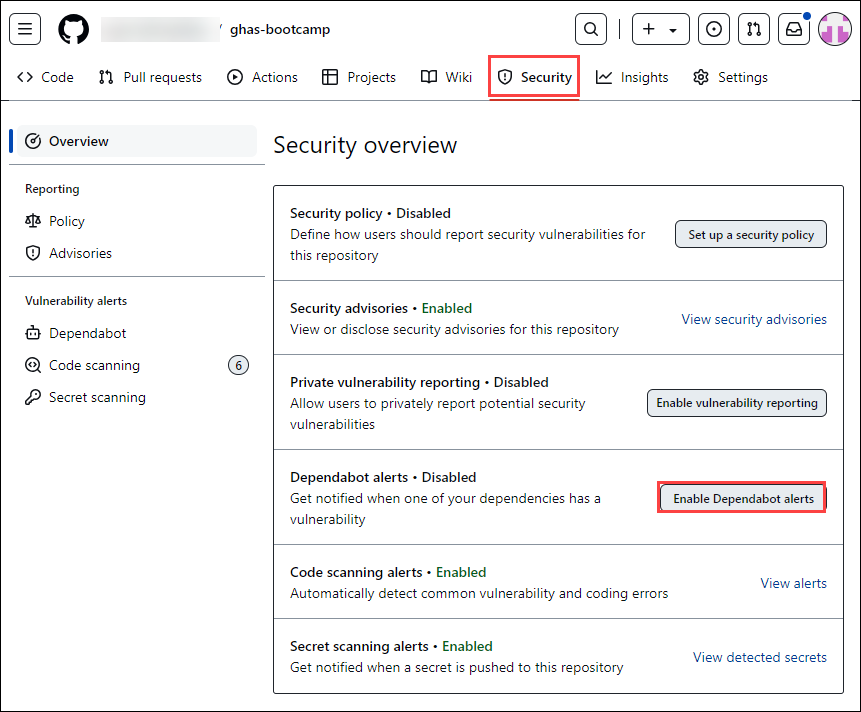 / ghas-bootcamp
Code Pull requests Actions Projects Wiki Security Insights Settings
Overview
Reporting
Policy
Advisories
Vulnerability alerts
Dependabot
Code scanning 6
Secret scanning
Security overview
Security policy • Disabled
Define how users should report security vulnerabilities for
this repository
Set up a security policy
Security advisories • Enabled
View or disclose security advisories for this repository
View security advisories
Private vulnerability reporting • Disabled
Allow users to privately report potential security
vulnerabilities
Enable vulnerability reporting
Dependabot alerts • Disabled
Get notified when one of your dependencies has a
vulnerability
Enable Dependabot alerts
Code scanning alerts • Enabled
Automatically detect common vulnerability and coding errors
View alerts
Secret scanning alerts • Enabled
Get notified when a secret is pushed to this repository
View detected secrets